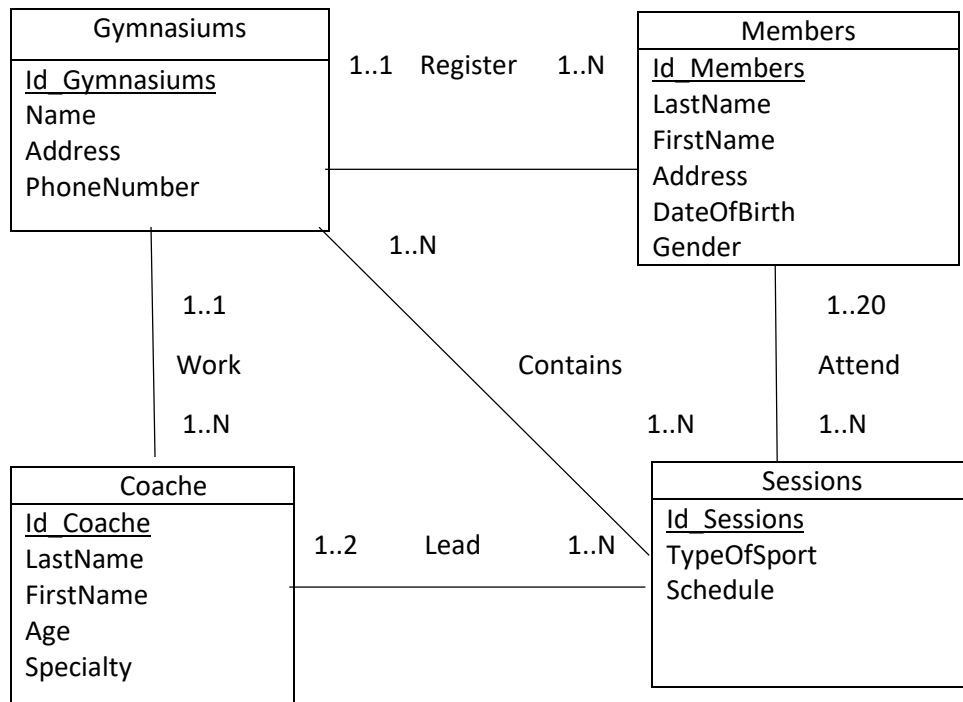 Gymnasiums
Id_Gymnasiums
Name
Address
PhoneNumber
1..1 Register 1..N
Members
Id_Members
LastName
FirstName
Address
DateOfBirth
Gender
1..N
1..1
Work
1..N
Contains
1..N
1..20
Attend
1..N
Coache
Id_Coache
LastName
FirstName
Age
Specialty
1..2 Lead 1..N
Sessions
Id_Sessions
TypeOfSport
Schedule